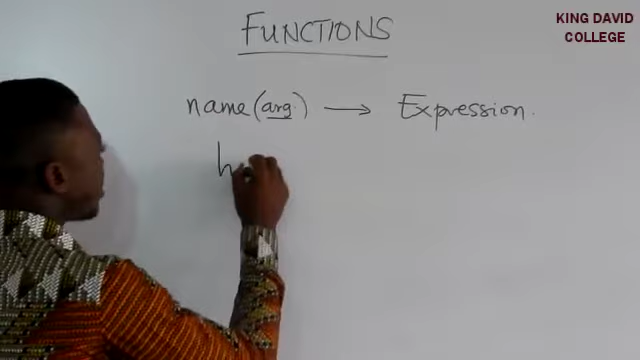 KING DAVID
COLLEGE
FUNCTIONS
name(arg.) → Expression.
h